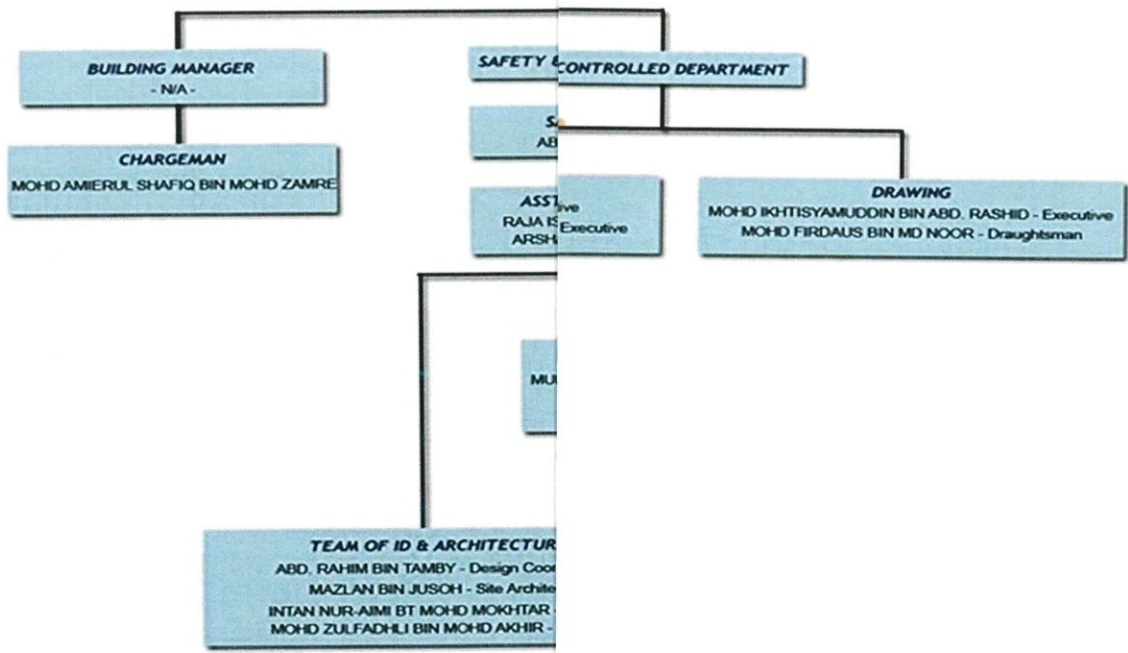 BUILDING MANAGER
- N/A -
CHARGEMAN
MOHD AMIERUL SHAFIQ BIN MOHD ZAMRE
SAFETY &
CONTROLLED DEPARTMENT
AB
ASST
RAJA IS
ARSHA
Executive
DRAWING
MOHD IKHTISYAMUDDIN BIN ABD. RASHID - Executive
MOHD FIRDAUS BIN MD NOOR - Draughtsman
TEAM OF ID & ARCHITECTUR
ABD. RAHIM BIN TAMBY - Design Coor
MAZLAN BIN JUSOH - Site Archite
INTAN NUR-AIMI BT MOHD MOKHTAR -
MOHD ZULFADHLI BIN MOHD AKHIR -